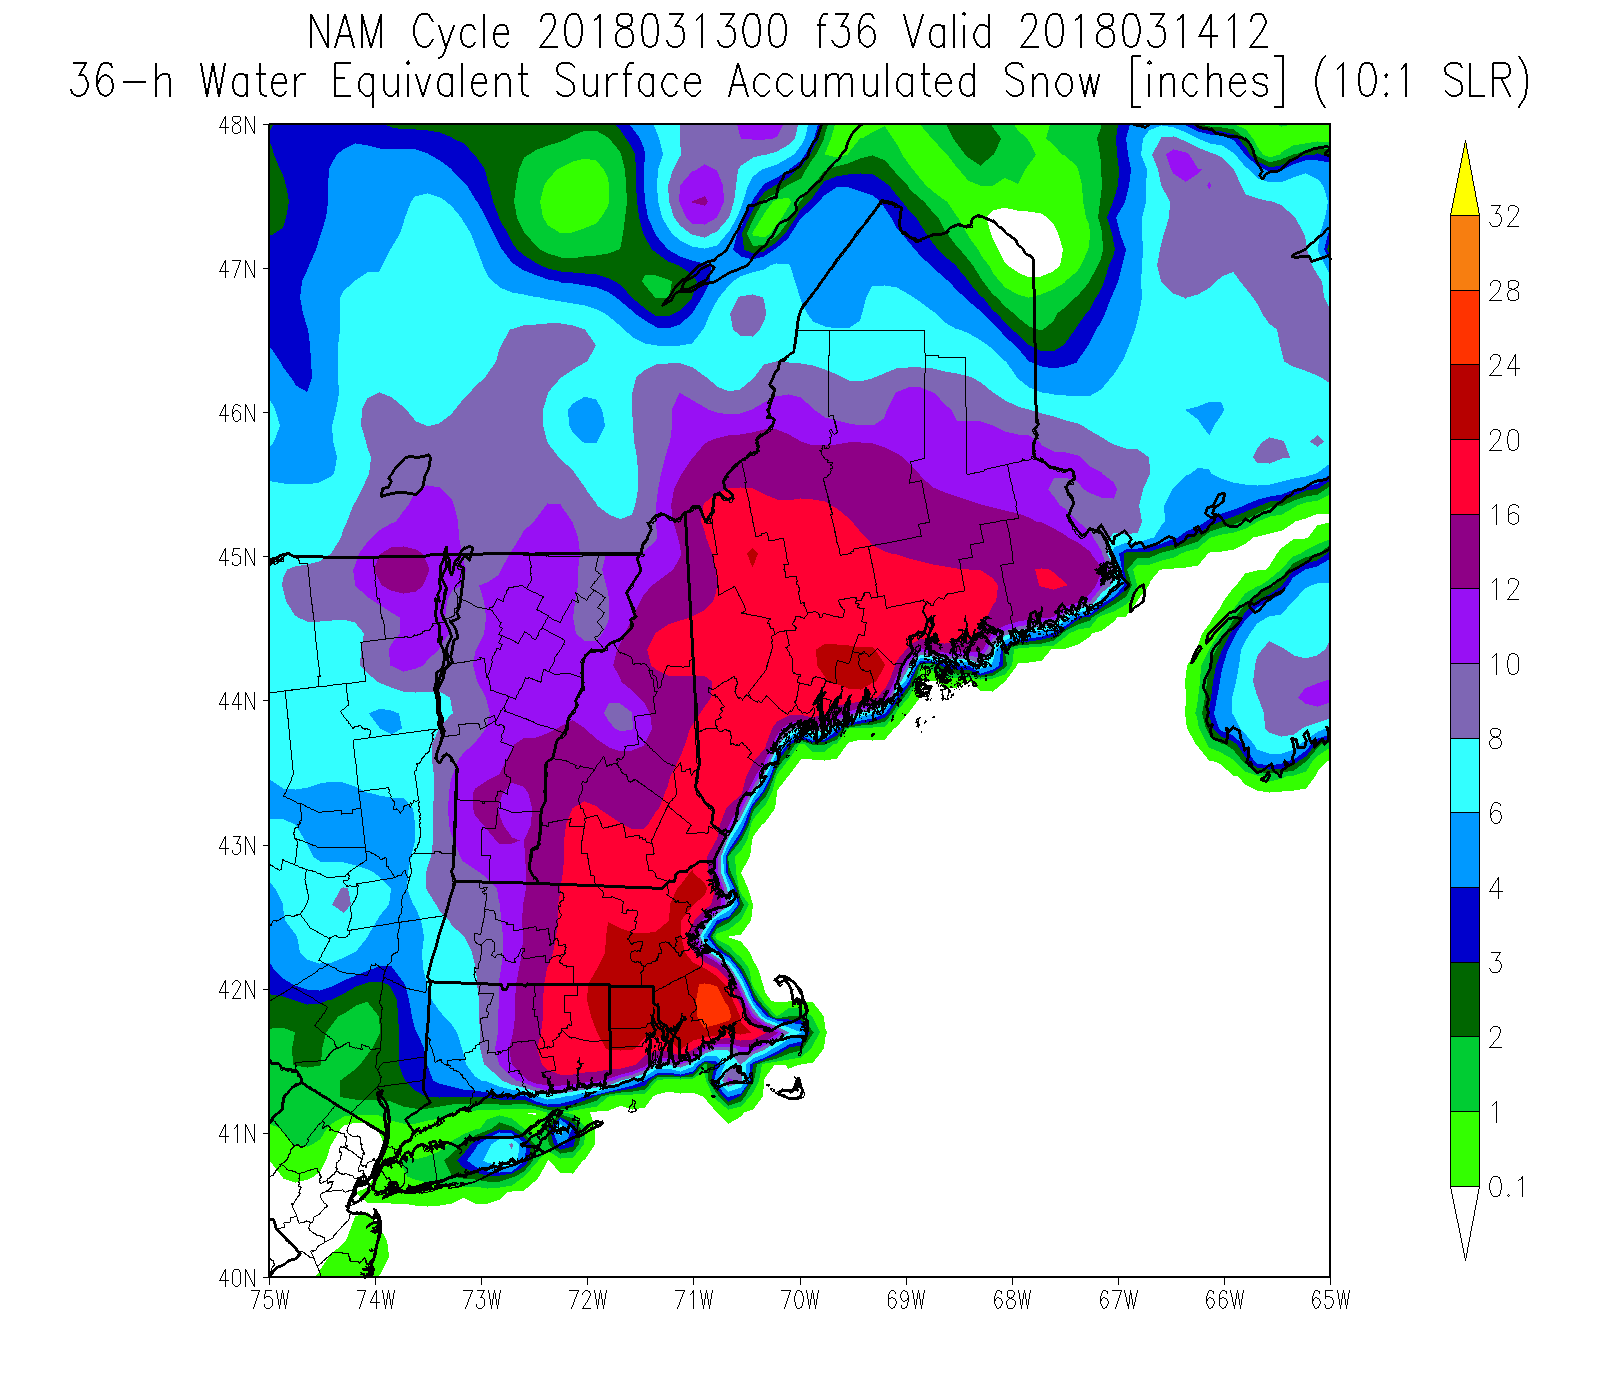 NAM Cycle 2018031300 f36 Valid 2018031412
36-h Water Equivalent Surface Accumulated Snow [inches] (10:1 SLR)
48N
47N
46N
45N
44N
43N
42N
41N
40N
75W 74W 73W 72W 71W 70W 69W 68W 67W 66W 65W
32
28
24
20
16
12
10
8
6
4
3
2
1
0.1